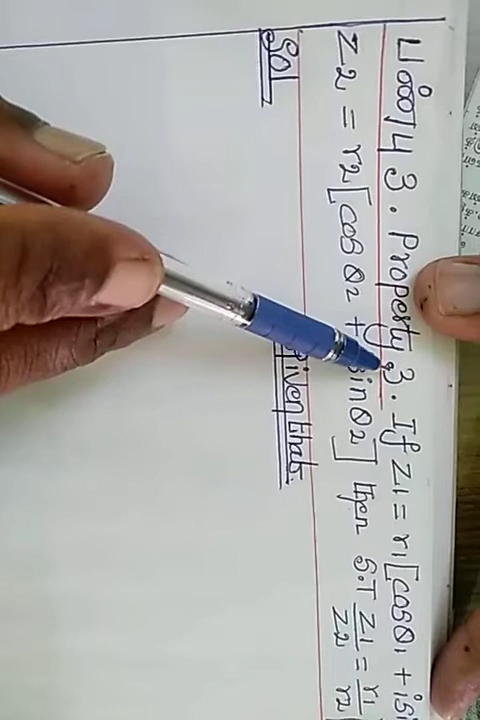 3. Property 3. If z1 = r1[cosθ1 + is
z2 = r2[cosθ2 + sinθ2] then S.T z1/z2 = r1/r2[
Sol
Given that.